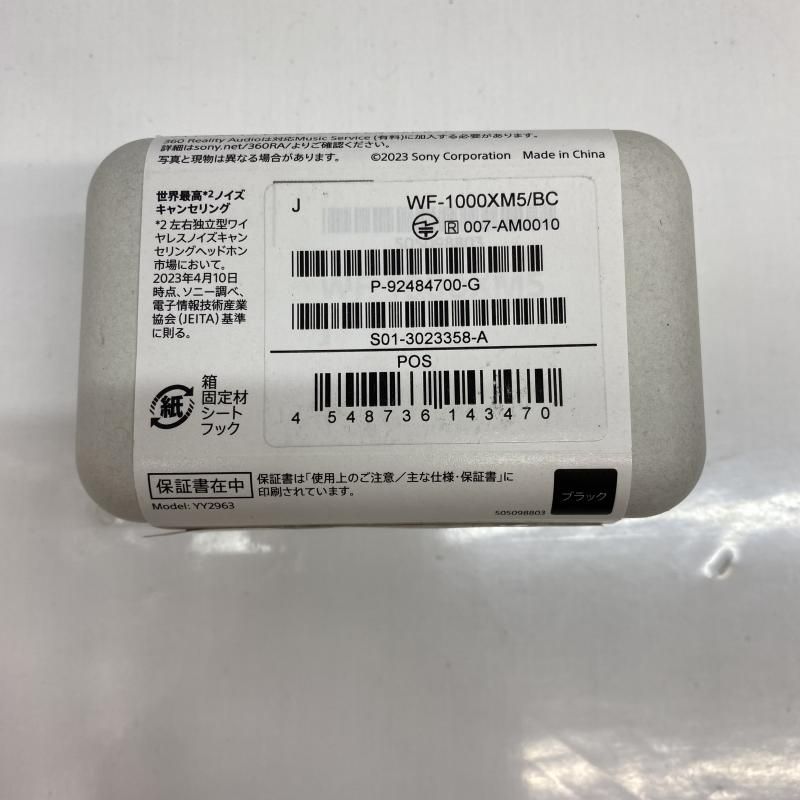 360 Reality Audioは対応Music Service (有料)に加入する必要があります。
詳細はsony.net/360RA/よりご確認ください。
写真と現物は異なる場合があります。 ©2023 Sony Corporation Made in China
世界最高*2ノイズ
キャンセリング
*2 左右独立型ワイ
ヤレスノイズキャン
セリングヘッドホン
市場において。
2023年4月10日
時点、ソニー調べ、
電子情報技術産業
協会(JEITA)基準
に則る。
J WF-1000XM5/BC
R 007-AM0010
P-92484700-G
S01-3023358-A
POS
4 548736 143470
紙
箱
固定材
シート
フック
保証書在中
保証書は「使用上のご注意/主な仕様・保証書」に
印刷されています。
Model: YY2963
505098803
ブラック